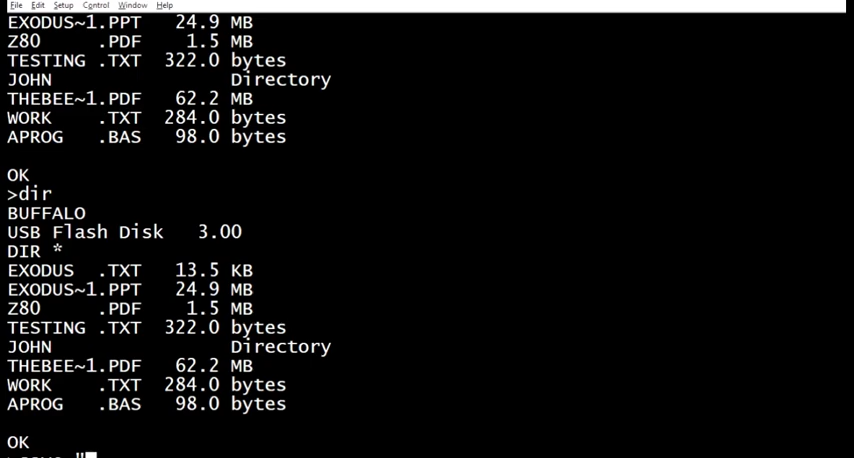 File Edit Setup Control Window Help
EXODUS~1.PPT 24.9 MB
Z80 .PDF 1.5 MB
TESTING .TXT 322.0 bytes
JOHN Directory
THEBEE~1.PDF 62.2 MB
WORK .TXT 284.0 bytes
APROG .BAS 98.0 bytes
OK
>dir
BUFFALO
USB Flash Disk 3.00
DIR *
EXODUS .TXT 13.5 KB
EXODUS~1.PPT 24.9 MB
Z80 .PDF 1.5 MB
TESTING .TXT 322.0 bytes
JOHN Directory
THEBEE~1.PDF 62.2 MB
WORK .TXT 284.0 bytes
APROG .BAS 98.0 bytes
OK